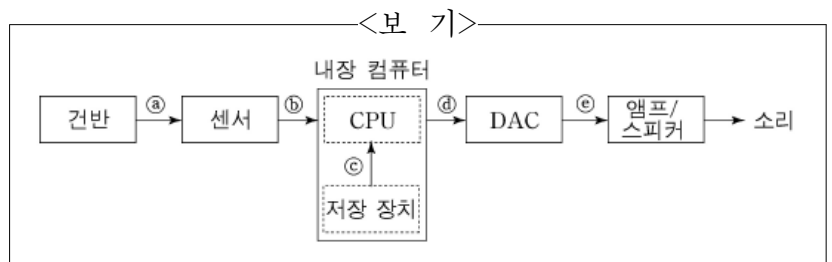 <보 기>
내장 컴퓨터
건반 ⓐ 센서 ⓑ CPU ⓓ DAC ⓔ 앰프/스피커 소리
ⓒ
저장 장치